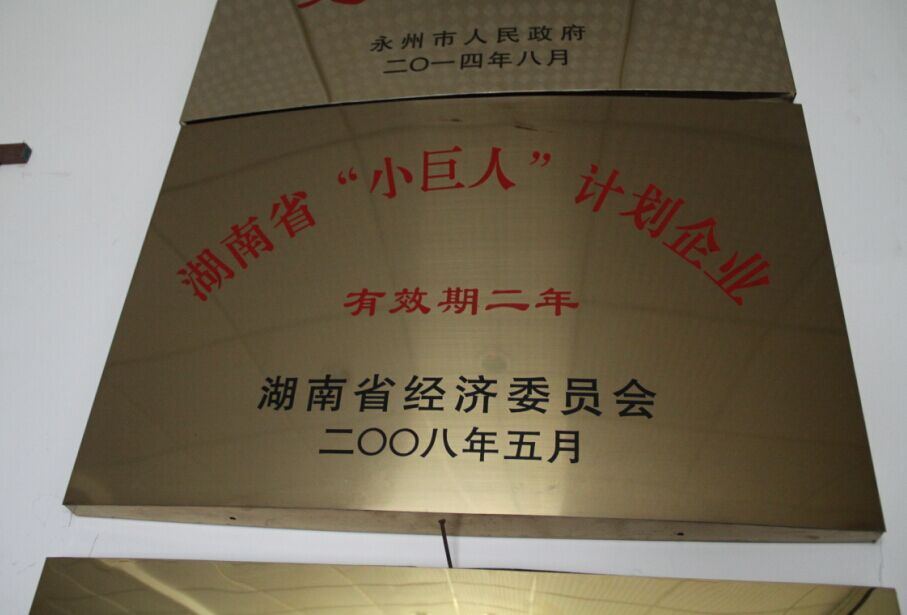 永州市人民政府
二〇一四年八月
湖南省“小巨人”计划企业
有效期二年
湖南省经济委员会
二〇〇八年五月